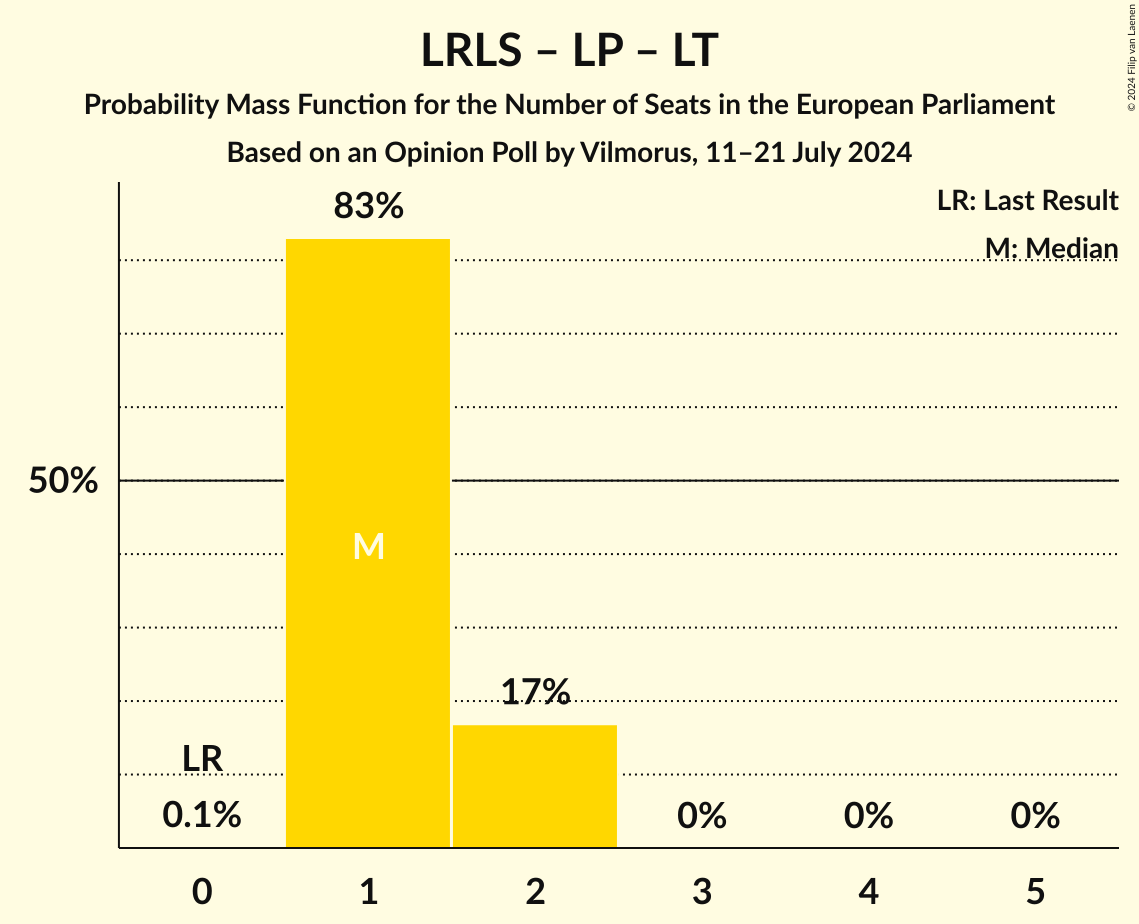 LRLS – LP – LT
Probability Mass Function for the Number of Seats in the European Parliament
Based on an Opinion Poll by Vilmorus, 11–21 July 2024
© 2024 Filip van Laenen
LR: Last Result
M: Median
83%
50%
M
17%
LR
0.1%
0% 0% 0%
0 1 2 3 4 5